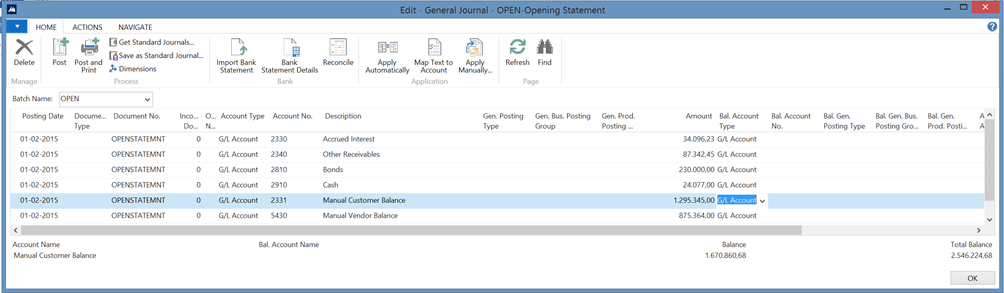 Edit - General Journal - OPEN-Opening Statement
HOME ACTIONS NAVIGATE
Delete
Post
Post and Print
Get Standard Journals...
Save as Standard Journal...
Dimensions
Import Bank Statement
Bank Statement Details
Reconcile
Apply Automatically
Map Text to Account
Apply Manually...
Refresh
Find
Manage Process Bank Application Page
Batch Name: OPEN
Posting Date Docume... Type Document No. Inco... Do... O... N... Account Type Account No. Description Gen. Posting Type Gen. Bus. Posting Group Gen. Prod. Posting ... Amount Bal. Account Type Bal. Account No. Bal. Gen. Posting Type Bal. Gen. Bus. Posting Gro... Bal. Gen. Prod. Posti... A A
01-02-2015 OPENSTATEMNT 0 G/L Account 2330 Accrued Interest 34.096,23 G/L Account
01-02-2015 OPENSTATEMNT 0 G/L Account 2340 Other Receivables 87.342,45 G/L Account
01-02-2015 OPENSTATEMNT 0 G/L Account 2810 Bonds 230.000,00 G/L Account
01-02-2015 OPENSTATEMNT 0 G/L Account 2910 Cash 24.077,00 G/L Account
01-02-2015 OPENSTATEMNT 0 G/L Account 2331 Manual Customer Balance 1.295.345,00 G/L Account
01-02-2015 OPENSTATEMNT 0 G/L Account 5430 Manual Vendor Balance 875.364,00 G/L Account
Account Name Bal. Account Name Balance Total Balance
Manual Customer Balance 1.670.860,68 2.546.224,68
OK